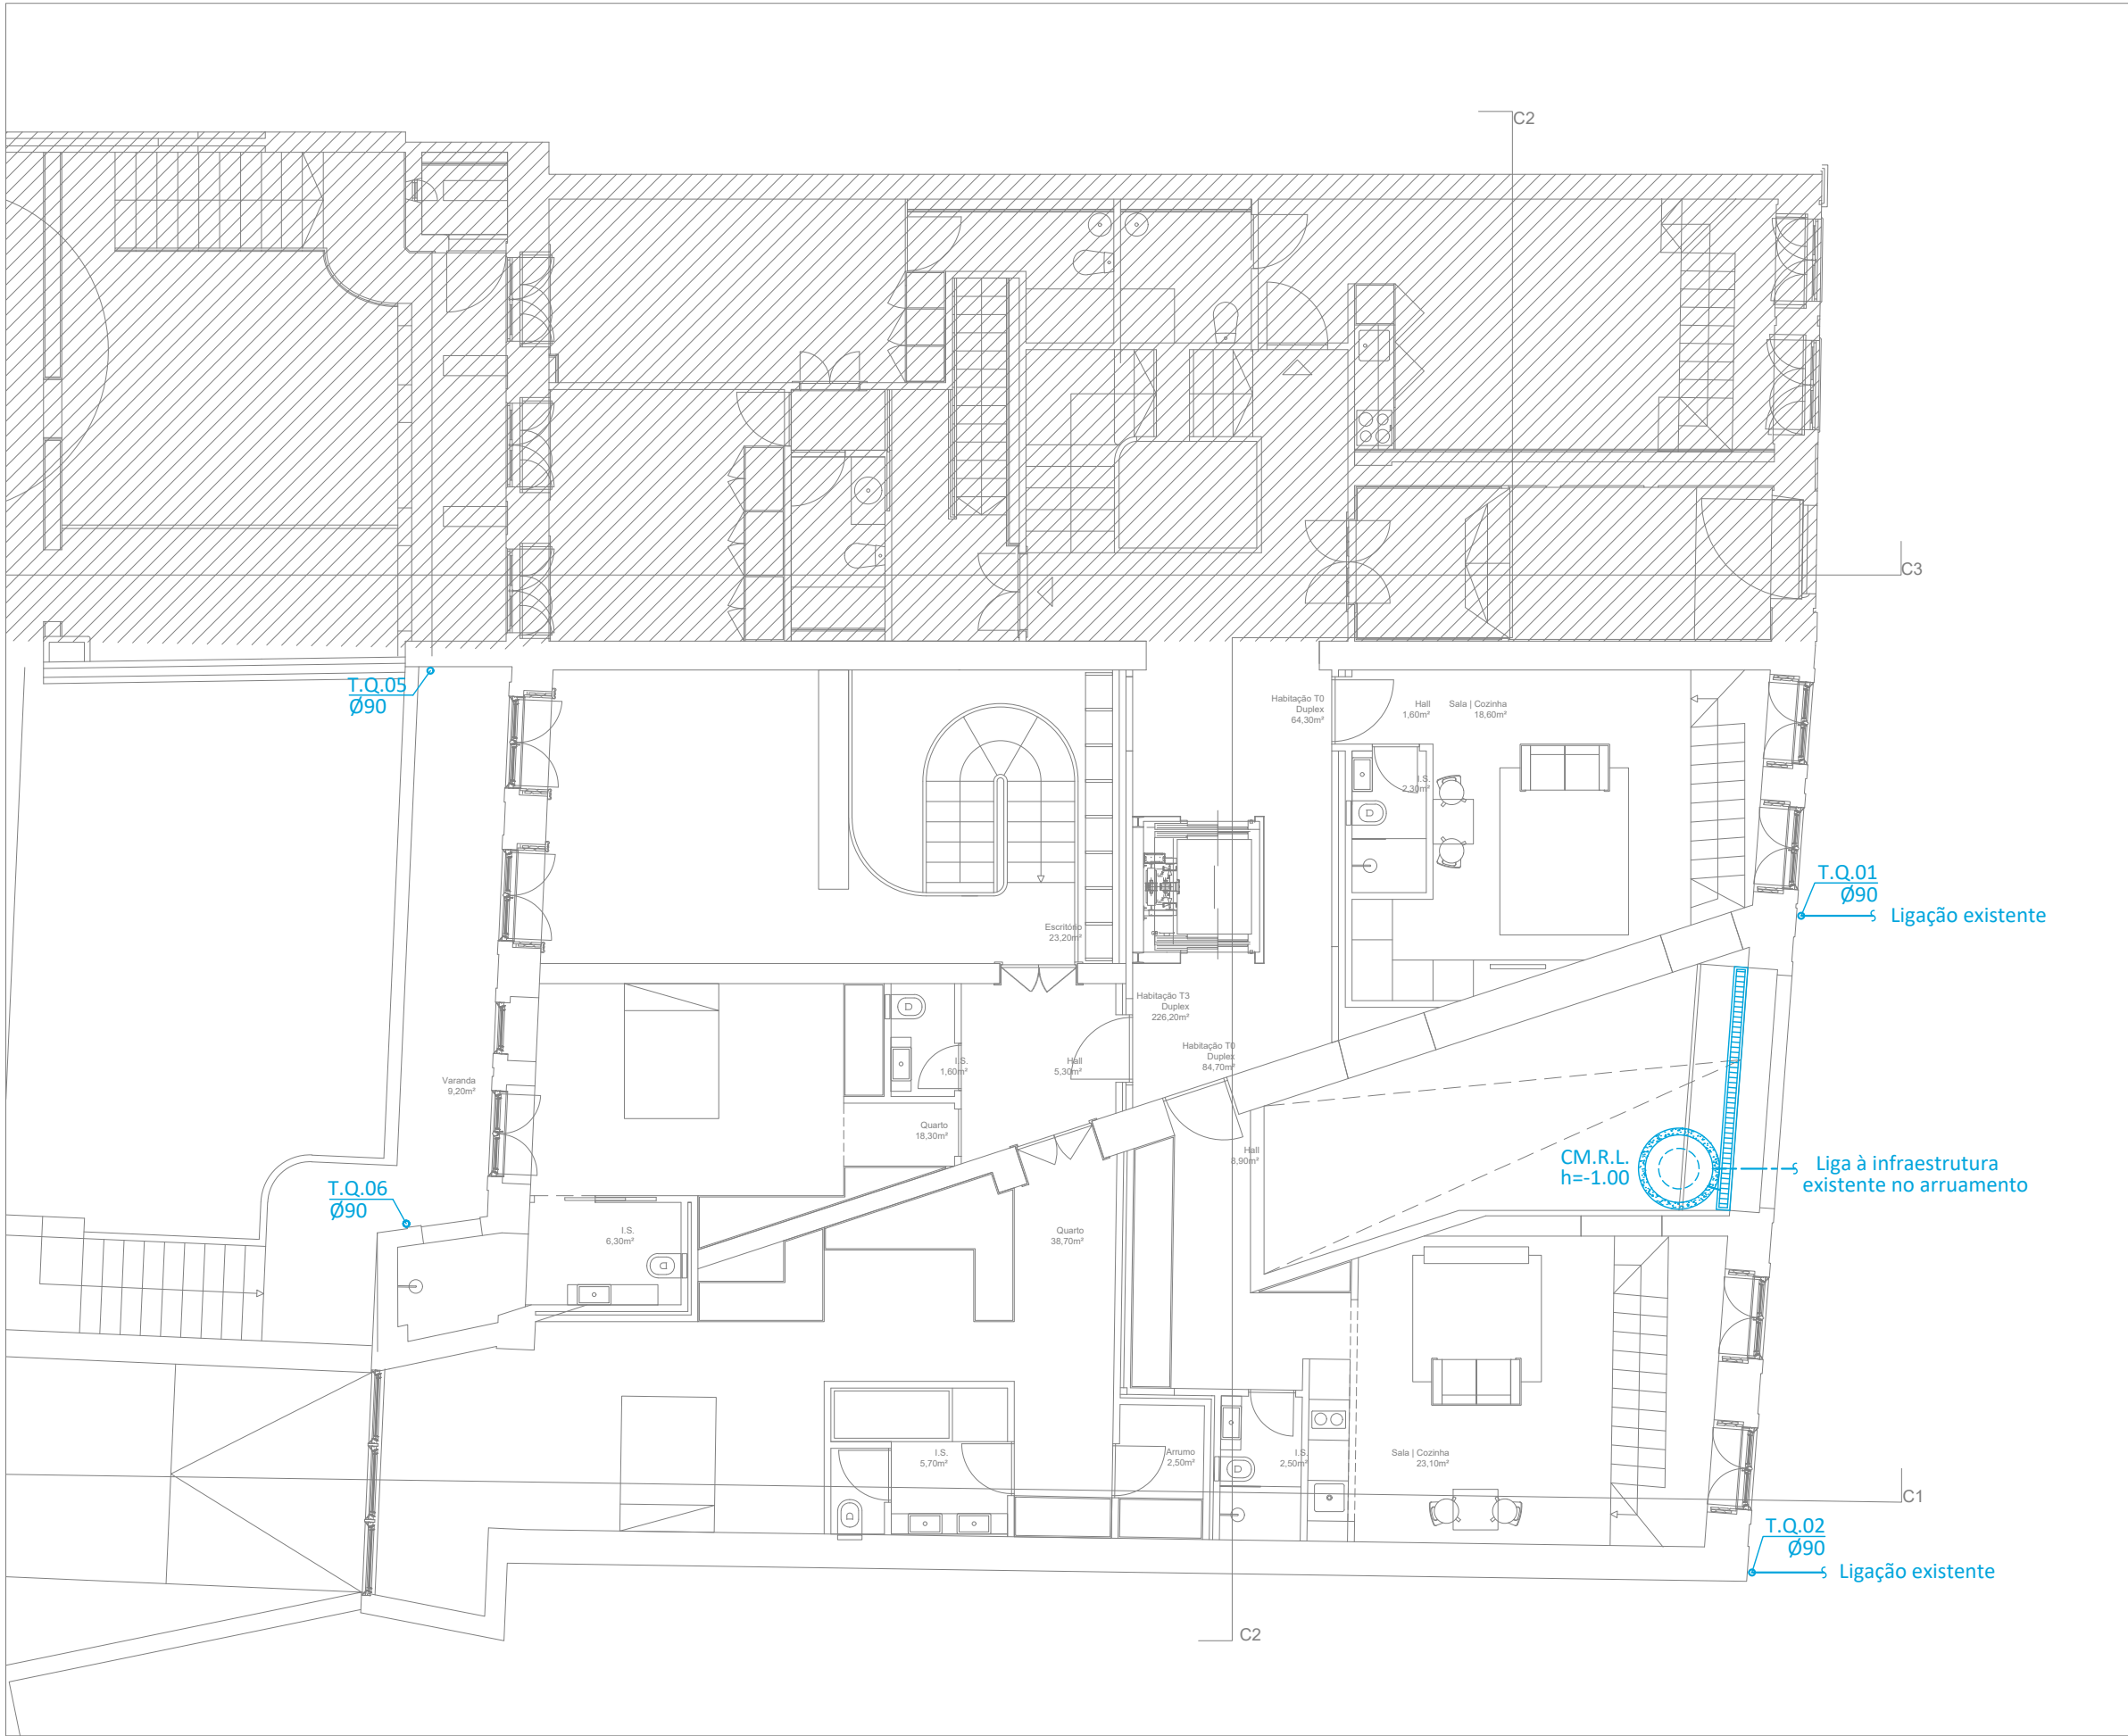 C2
C3
T.Q.05
Ø90
Habitação T0
Duplex
64,30m²
Hall
1,60m²
Sala | Cozinha
18,60m²
I.S.
2,30m²
T.Q.01
Ø90
Ligação existente
Escritório
23,20m²
Habitação T3
Duplex
226,20m²
Habitação T0
Duplex
84,70m²
I.S.
1,60m²
Hall
5,30m²
Varanda
9,20m²
Quarto
18,30m²
Hall
8,90m²
CM.R.L.
h=-1.00
Liga à infraestrutura
existente no arruamento
T.Q.06
Ø90
I.S.
6,30m²
Quarto
38,70m²
I.S.
5,70m²
Arrumo
2,50m²
I.S.
2,50m²
Sala | Cozinha
23,10m²
C1
T.Q.02
Ø90
Ligação existente
C2